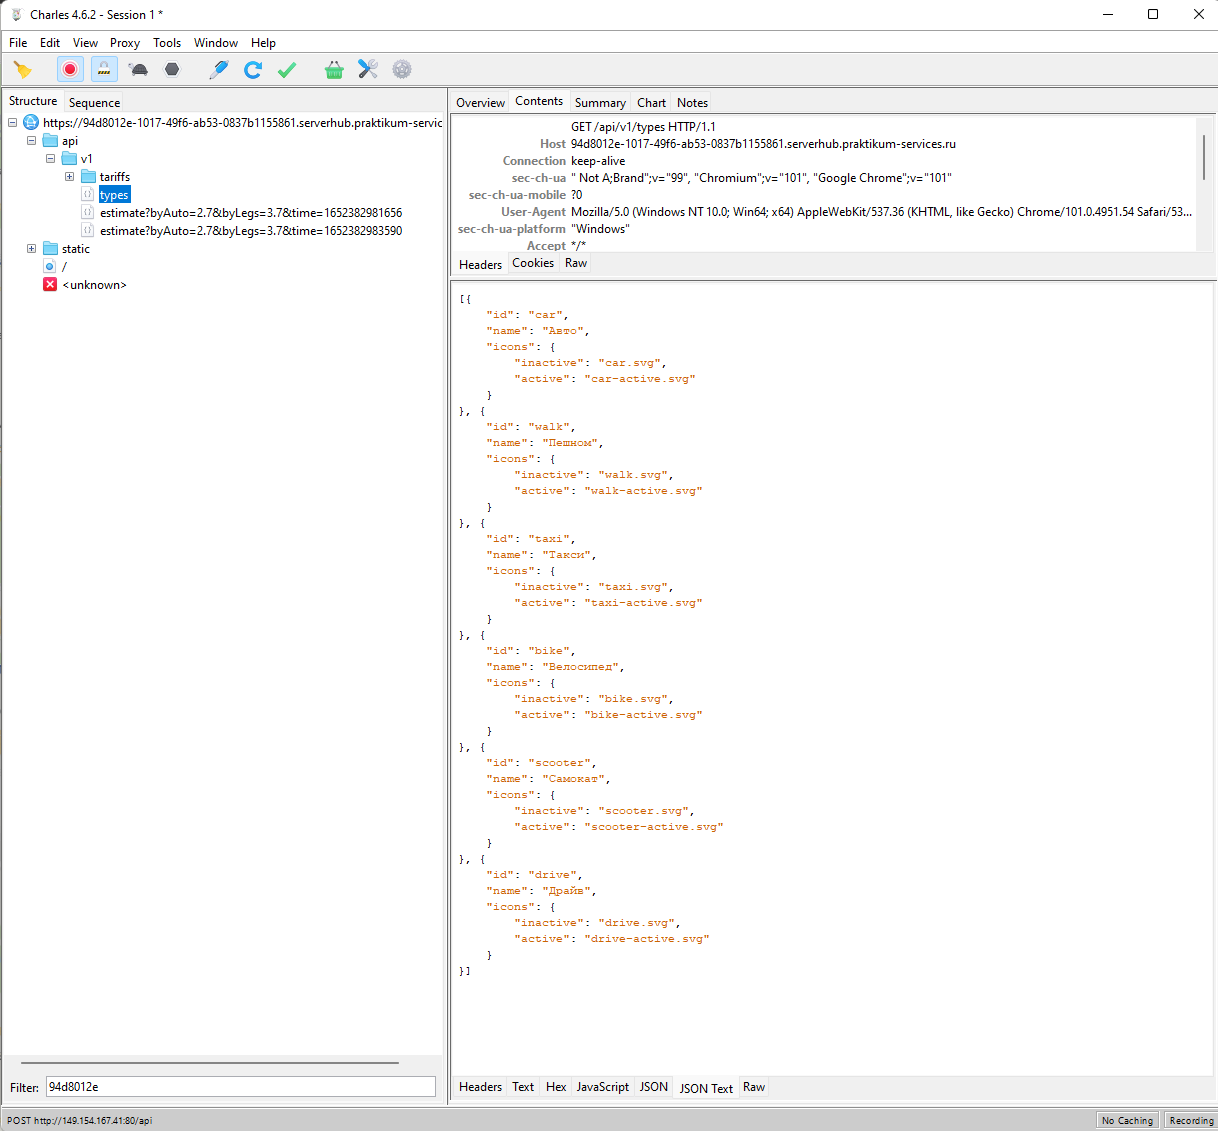 Charles 4.6.2 - Session 1 *
File Edit View Proxy Tools Window Help
Structure Sequence
https://94d8012e-1017-49f6-ab53-0837b1155861.serverhub.praktikum-servic
api
v1
tariffs
types
estimate?byAuto=2.78&byLegs=3.7&time=1652382981656
estimate?byAuto=2.78&byLegs=3.7&time=1652382983590
static
/
<unknown>
Filter: 94d8012e
Overview Contents Summary Chart Notes
GET /api/v1/types HTTP/1.1
Host 94d8012e-1017-49f6-ab53-0837b1155861.serverhub.praktikum-services.ru
Connection keep-alive
sec-ch-ua " Not A;Brand";v="99", "Chromium";v="101", "Google Chrome";v="101"
sec-ch-ua-mobile ?0
User-Agent Mozilla/5.0 (Windows NT 10.0; Win64; x64) AppleWebKit/537.36 (KHTML, like Gecko) Chrome/101.0.4951.54 Safari/53...
sec-ch-ua-platform "Windows"
Accept */*
Headers Cookies Raw
[{
"id": "car",
"name": "Авто",
"icons": {
"inactive": "car.svg",
"active": "car-active.svg"
}
}, {
"id": "walk",
"name": "Пешком",
"icons": {
"inactive": "walk.svg",
"active": "walk-active.svg"
}
}, {
"id": "taxi",
"name": "Такси",
"icons": {
"inactive": "taxi.svg",
"active": "taxi-active.svg"
}
}, {
"id": "bike",
"name": "Велосипед",
"icons": {
"inactive": "bike.svg",
"active": "bike-active.svg"
}
}, {
"id": "scooter",
"name": "Самокат",
"icons": {
"inactive": "scooter.svg",
"active": "scooter-active.svg"
}
}, {
"id": "drive",
"name": "Драйв",
"icons": {
"inactive": "drive.svg",
"active": "drive-active.svg"
}
}]
Headers Text Hex JavaScript JSON JSON Text Raw
POST http://149.154.167.41:80/api
No Caching Recording